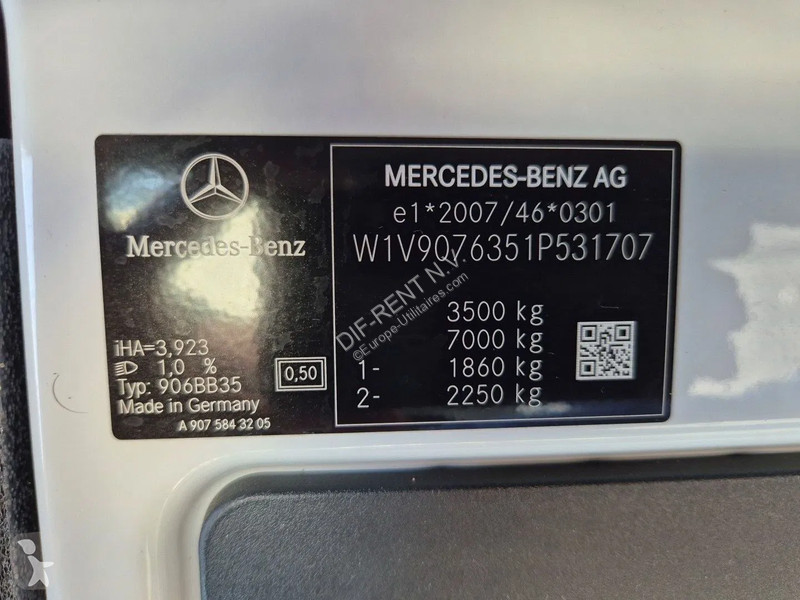 Mercedes-Benz
iHA=3,923
1,0 %
Typ: 906BB35
Made in Germany
A 907 584 32 05
0,50
MERCEDES-BENZ AG
e1*2007/46*0301
W1V9076351P531707
3500 kg
7000 kg
1- 1860 kg
2- 2250 kg
DIF-RENT N.V.
©Europe-Utilitaires.com